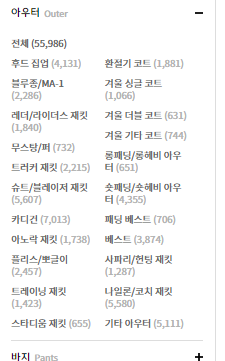 아우터 Outer
전체 (55,986)
후드 집업 (4,131)
블루종/MA-1
(2,286)
레더/라이더스 재킷
(1,840)
무스탕/퍼 (732)
트러커 재킷 (2,215)
슈트/블레이저 재킷
(5,607)
카디건 (7,013)
아노락 재킷 (1,738)
플리스/뽀글이
(2,457)
트레이닝 재킷
(1,423)
스타디움 재킷 (655)
환절기 코트 (1,881)
겨울 싱글 코트
(1,066)
겨울 더블 코트 (631)
겨울 기타 코트 (744)
롱패딩/롱헤비 아우
터 (651)
숏패딩/숏헤비 아우
터 (4,355)
패딩 베스트 (706)
베스트 (3,874)
사파리/헌팅 재킷
(1,287)
나일론/코치 재킷
(5,580)
기타 아우터 (5,111)
바지 Pants